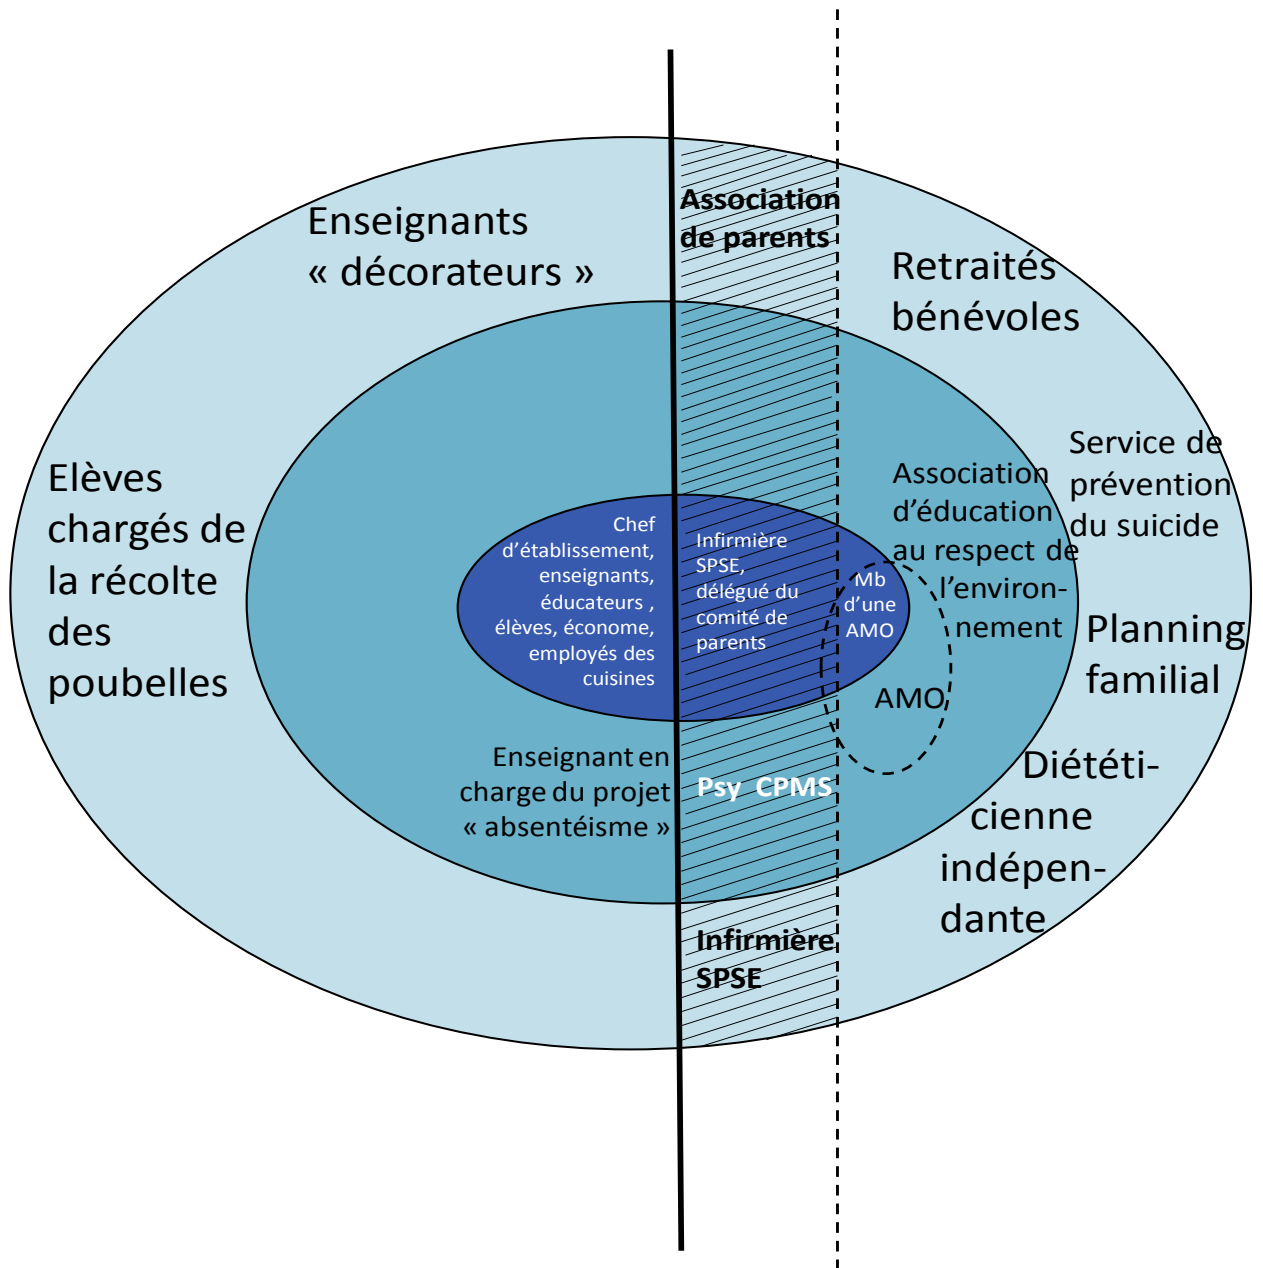 Enseignants
« décorateurs »
Association
de parents
Retraités
bénévoles
Elèves
chargés de
la récolte
des
poubelles
Chef
d’établissement,
enseignants,
éducateurs ,
élèves, économe,
employés des
cuisines
Infirmière
SPSE,
délégué du
comité de
parents
Mb
d’une
AMO
Association
d’éducation
au respect de
l’environ-
nement
Service de
prévention
du suicide
Planning
familial
AMO
Enseignant en
charge du projet
« absentéisme »
Psy CPMS
Diététi-
cienne
indépen-
dante
Infirmière
SPSE